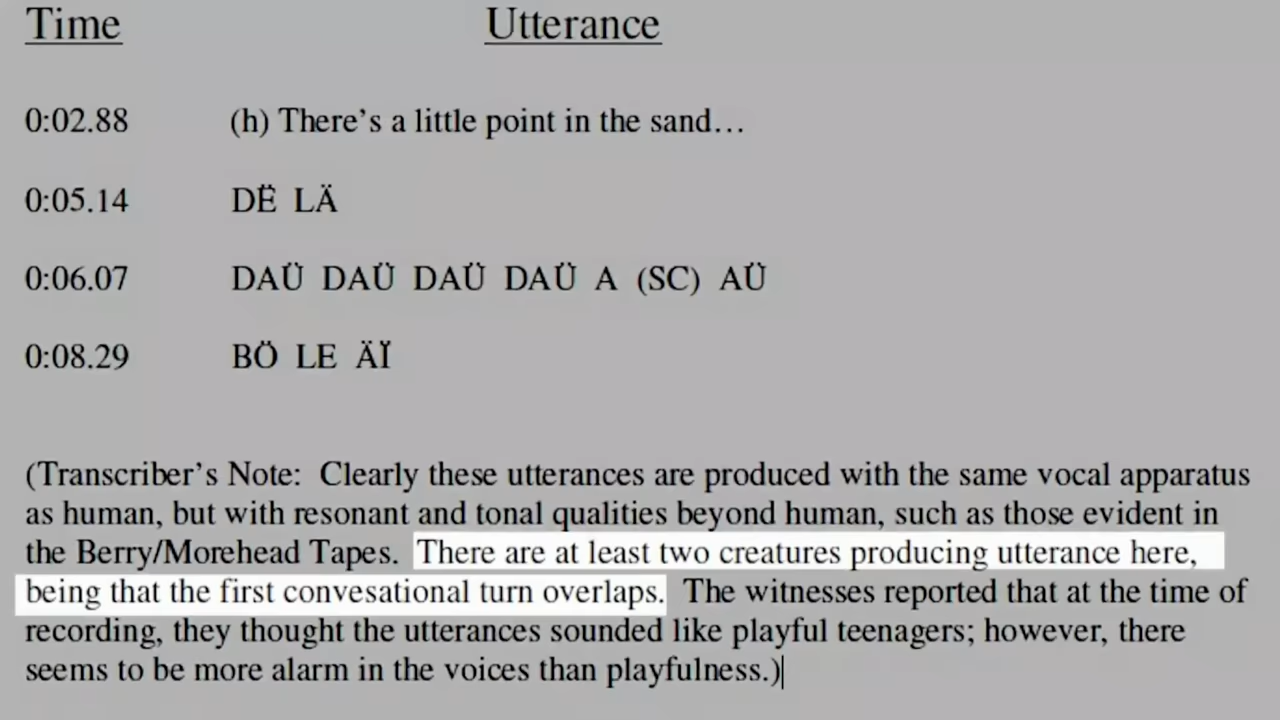 Time Utterance
0:02.88 (h) There's a little point in the sand…
0:05.14 DË LÄ
0:06.07 DAÜ DAÜ DAÜ DAÜ A (SC) AÜ
0:08.29 BÖ LE ÄÏ
(Transcriber's Note: Clearly these utterances are produced with the same vocal apparatus
as human, but with resonant and tonal qualities beyond human, such as those evident in
the Berry/Morehead Tapes. There are at least two creatures producing utterance here,
being that the first convesational turn overlaps. The witnesses reported that at the time of
recording, they thought the utterances sounded like playful teenagers; however, there
seems to be more alarm in the voices than playfulness.)